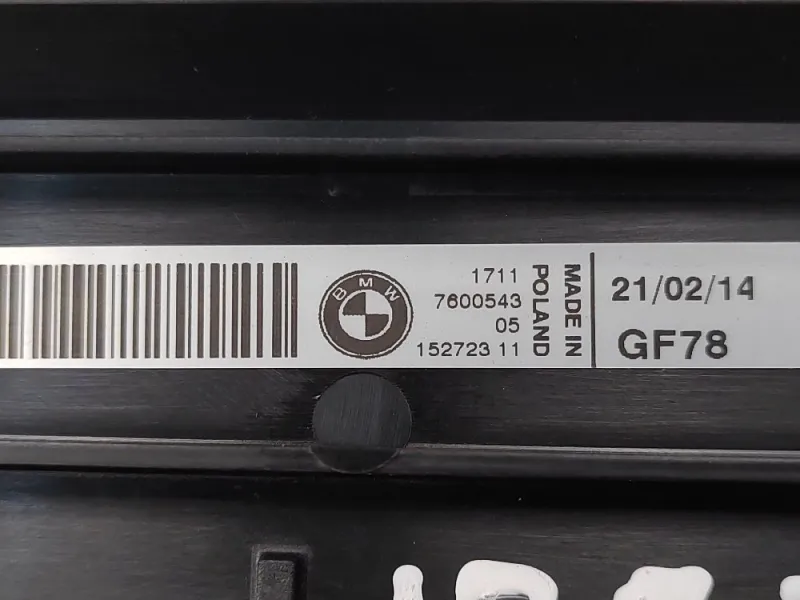 BMW
1711
7600543
05
152723 11
MADE IN
POLAND
21/02/14
GF78